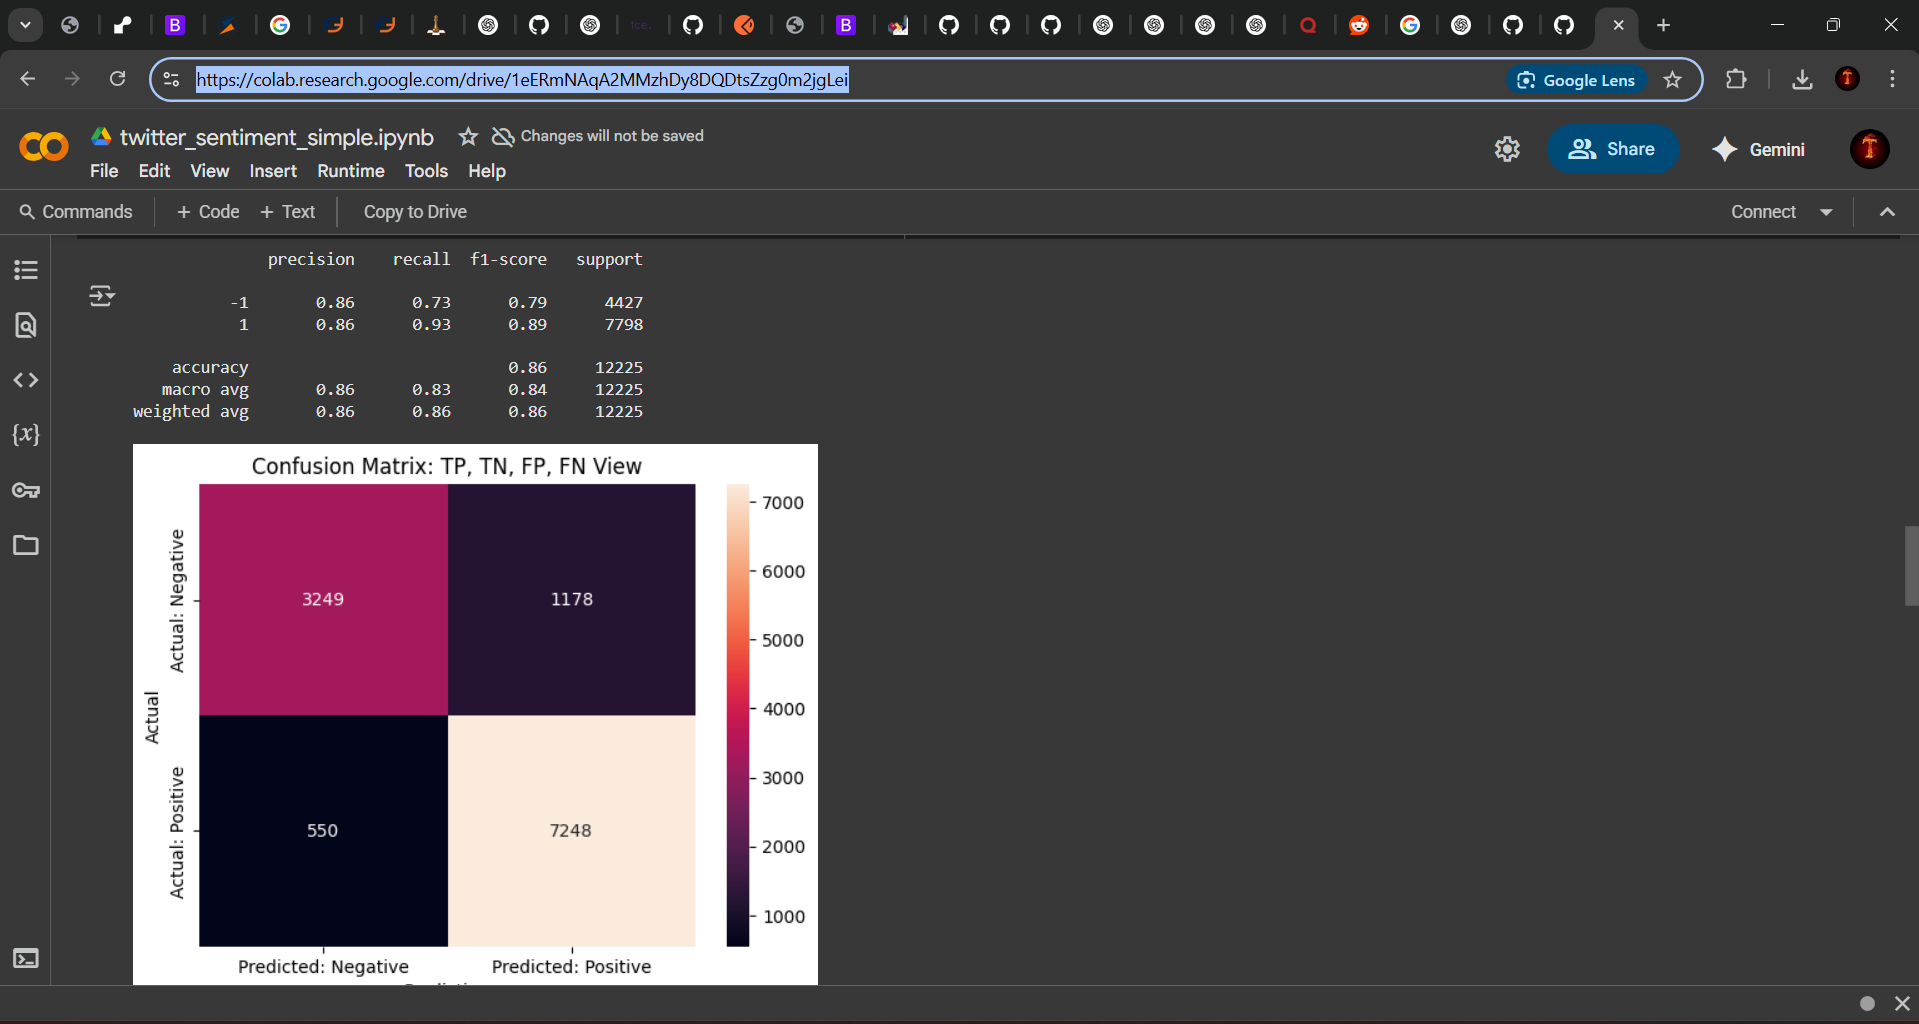 https://colab.research.google.com/drive/1eERmNAqA2MMzhDy8DQDtsZzg0m2jgLei
Google Lens
twitter_sentiment_simple.ipynb
Changes will not be saved
File Edit View Insert Runtime Tools Help
Share
Gemini
Commands
+ Code + Text
Copy to Drive
Connect
precision recall f1-score support
-1 0.86 0.73 0.79 4427
1 0.86 0.93 0.89 7798
accuracy 0.86 12225
macro avg 0.86 0.83 0.84 12225
weighted avg 0.86 0.86 0.86 12225
Confusion Matrix: TP, TN, FP, FN View
Actual
Actual: Negative
Actual: Positive
3249 1178
550 7248
7000
6000
5000
4000
3000
2000
1000
Predicted: Negative Predicted: Positive